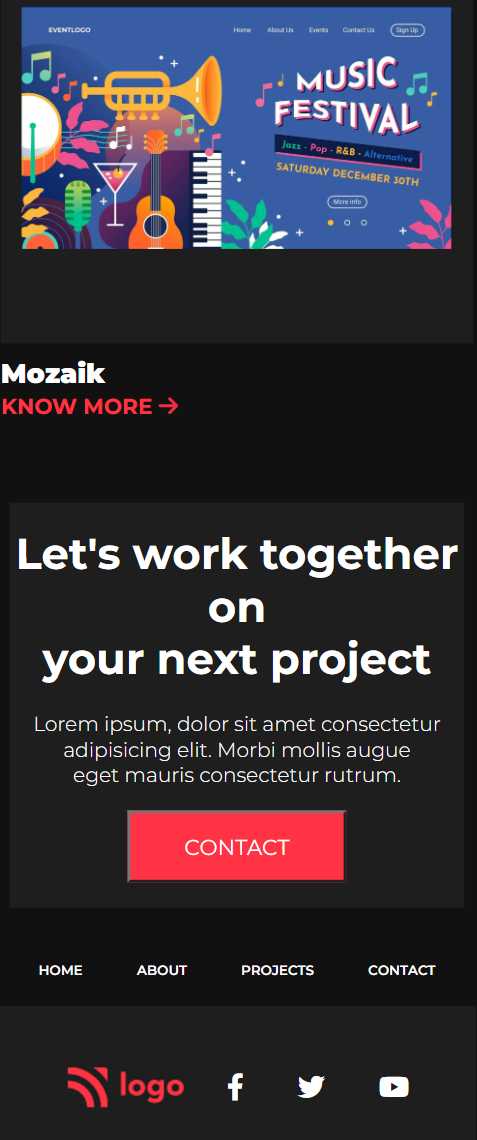 EVENTLOGO
Home About Us Events Contact Us Sign Up
MUSIC
FESTIVAL
Jazz - Pop - R&B - Alternative
SATURDAY DECEMBER 30TH
More Info
Mozaik
KNOW MORE →
Let's work together
on
your next project
Lorem ipsum, dolor sit amet consectetur
adipisicing elit. Morbi mollis augue
eget mauris consectetur rutrum.
CONTACT
HOME PROJECTS ABOUT CONTACT
logo